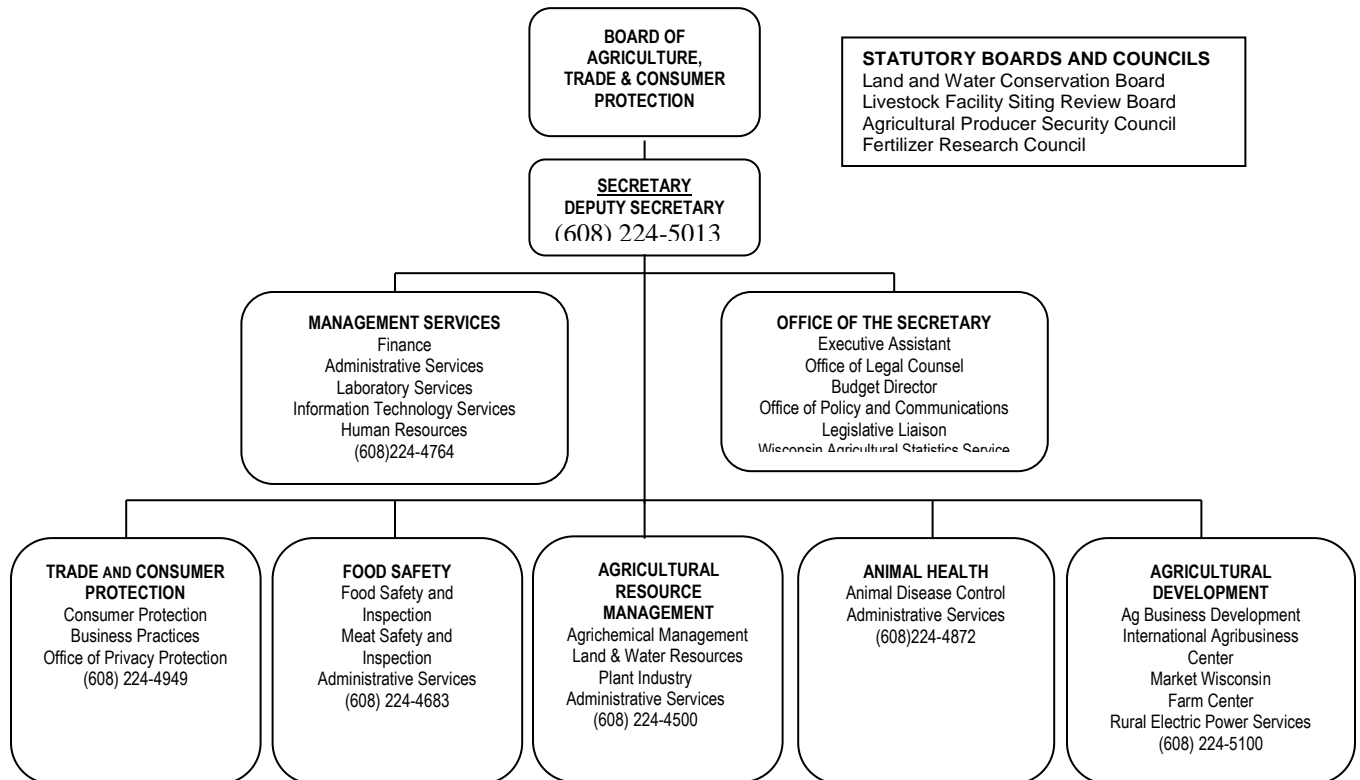 BOARD OF
AGRICULTURE,
TRADE & CONSUMER
PROTECTION
STATUTORY BOARDS AND COUNCILS
Land and Water Conservation Board
Livestock Facility Siting Review Board
Agricultural Producer Security Council
Fertilizer Research Council
SECRETARY
DEPUTY SECRETARY
(608) 224-5013
MANAGEMENT SERVICES
Finance
Administrative Services
Laboratory Services
Information Technology Services
Human Resources
(608)224-4764
OFFICE OF THE SECRETARY
Executive Assistant
Office of Legal Counsel
Budget Director
Office of Policy and Communications
Legislative Liaison
Wisconsin Agricultural Statistics Service
TRADE AND CONSUMER
PROTECTION
Consumer Protection
Business Practices
Office of Privacy Protection
(608) 224-4949
FOOD SAFETY
Food Safety and
Inspection
Meat Safety and
Inspection
Administrative Services
(608) 224-4683
AGRICULTURAL
RESOURCE
MANAGEMENT
Agrichemical Management
Land & Water Resources
Plant Industry
Administrative Services
(608) 224-4500
ANIMAL HEALTH
Animal Disease Control
Administrative Services
(608)224-4872
AGRICULTURAL
DEVELOPMENT
Ag Business Development
International Agribusiness
Center
Market Wisconsin
Farm Center
Rural Electric Power Services
(608) 224-5100